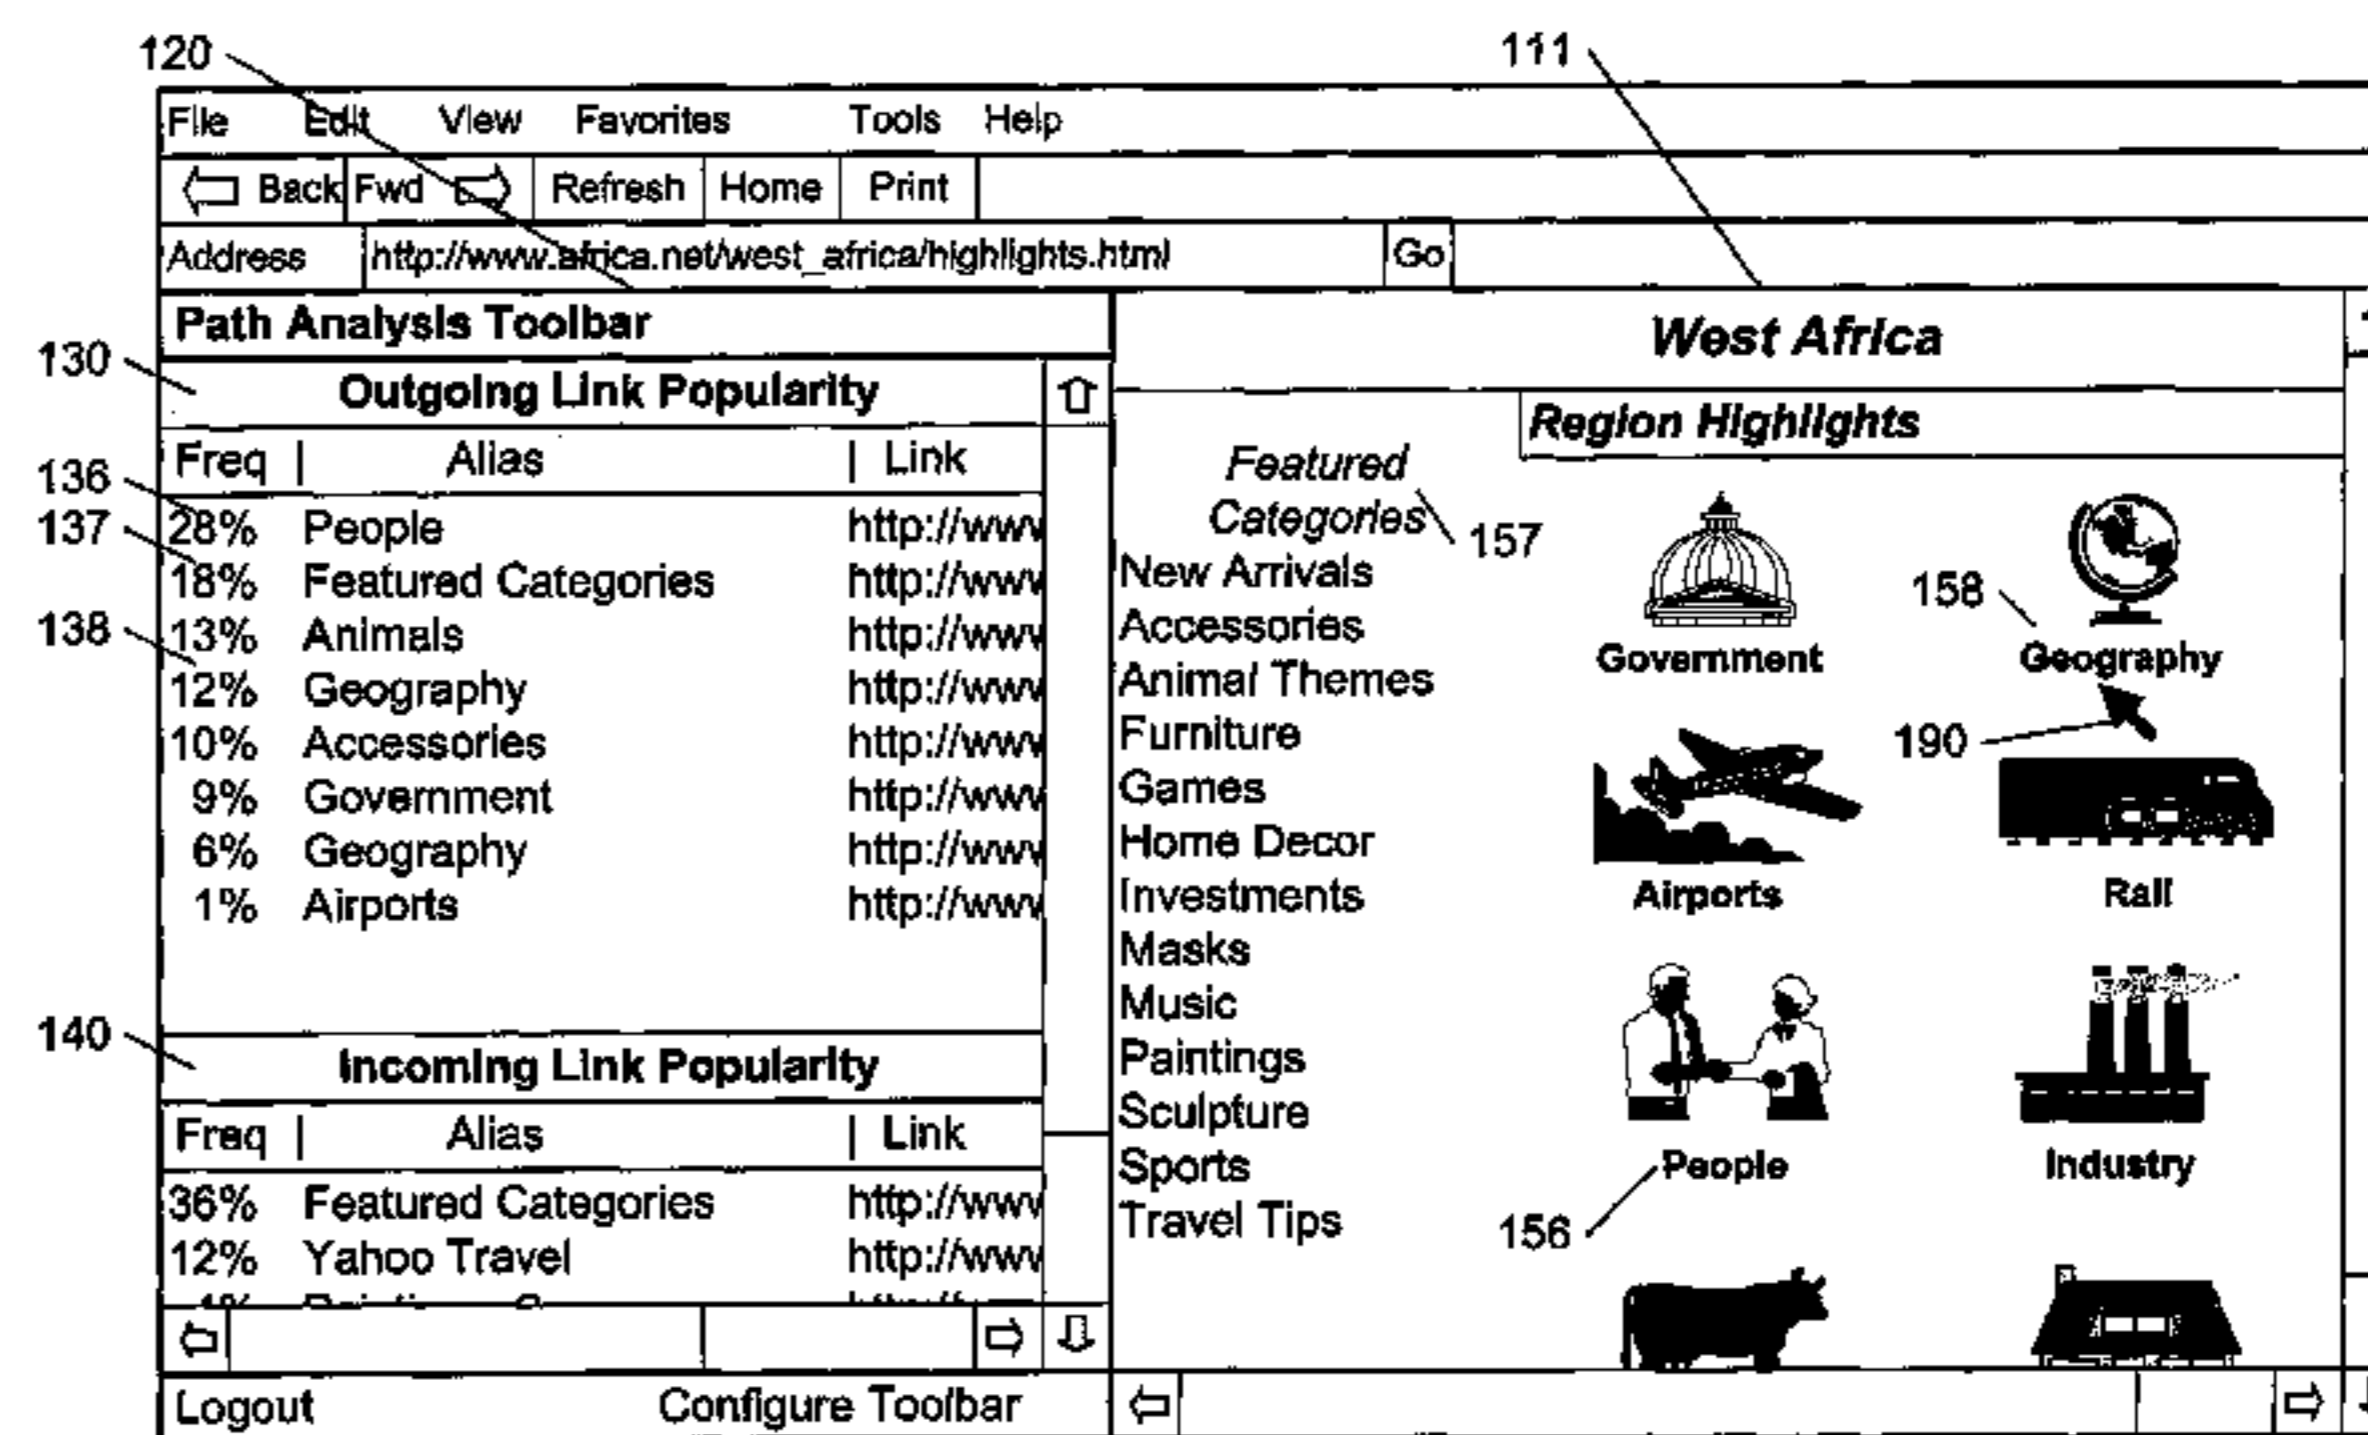 120
111
File Edit View Favorites Tools Help
Back Fwd Refresh Home Print
Address http://www.africa.net/west_africa/highlights.html Go
Path Analysis Toolbar
West Africa
130
Outgoing Link Popularity
Region Highlights
Freq | Alias | Link
136
28% People http://www
137
18% Featured Categories http://www
13% Animals http://www
138
12% Geography http://www
10% Accessories http://www
9% Government http://www
6% Geography http://www
1% Airports http://www
140
Incoming Link Popularity
Freq | Alias | Link
36% Featured Categories http://www
12% Yahoo Travel http://www
Logout Configure Toolbar
Featured
Categories
157
New Arrivals
Accessories
Animal Themes
Furniture
Games
Home Decor
Investments
Masks
Music
Paintings
Sculpture
Sports
Travel Tips
158
Government Geography
190
Airports Rail
People Industry
156